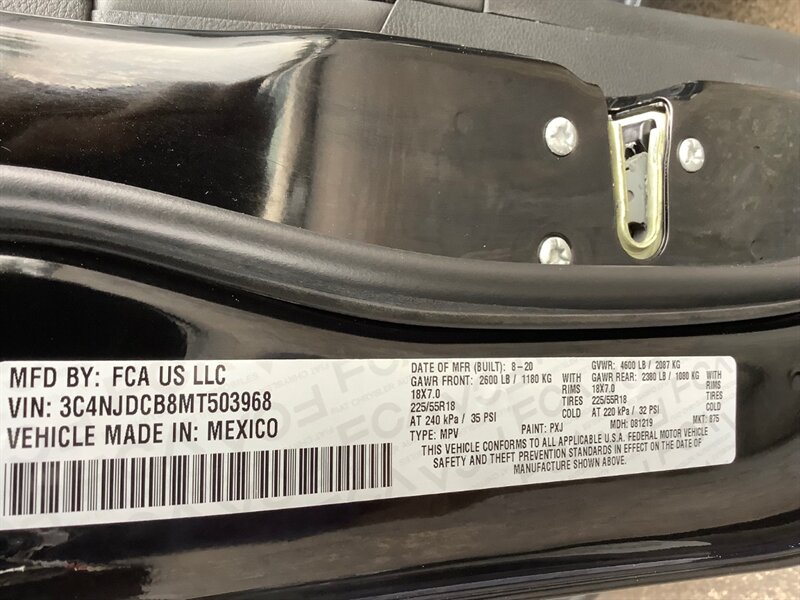 MFD BY: FCA US LLC
VIN: 3C4NJDCB8MT503968
VEHICLE MADE IN: MEXICO
DATE OF MFR (BUILT): 8-20 GVWR: 4600 LB / 2087 KG
GAWR FRONT: 2600 LB / 1180 KG WITH GAWR REAR: 2380 LB / 1080 KG WITH
18X7.0 RIMS 18X7.0 RIMS
225/55R18 TIRES 225/55R18 TIRES
AT 240 kPa / 35 PSI COLD AT 220 kPa / 32 PSI COLD
TYPE: MPV PAINT: PXJ MDH: 081219 MKT: 875
THIS VEHICLE CONFORMS TO ALL APPLICABLE U.S.A. FEDERAL MOTOR VEHICLE
SAFETY AND THEFT PREVENTION STANDARDS IN EFFECT ON THE DATE OF
MANUFACTURE SHOWN ABOVE.